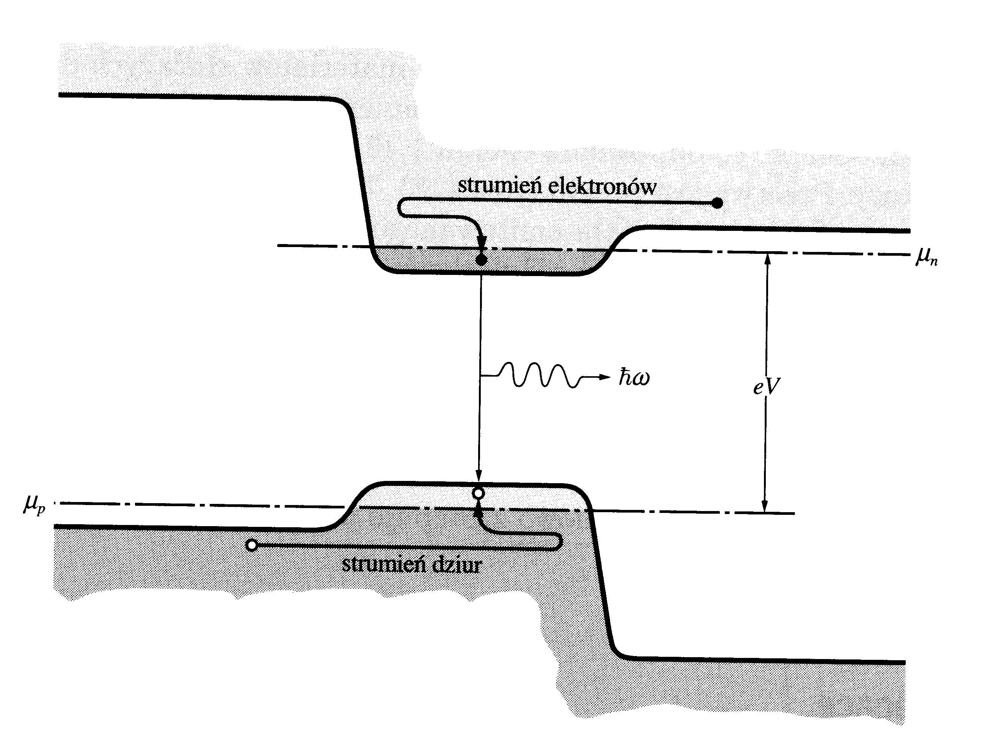 strumień elektronów
μn
ħω
eV
μp
strumień dziur